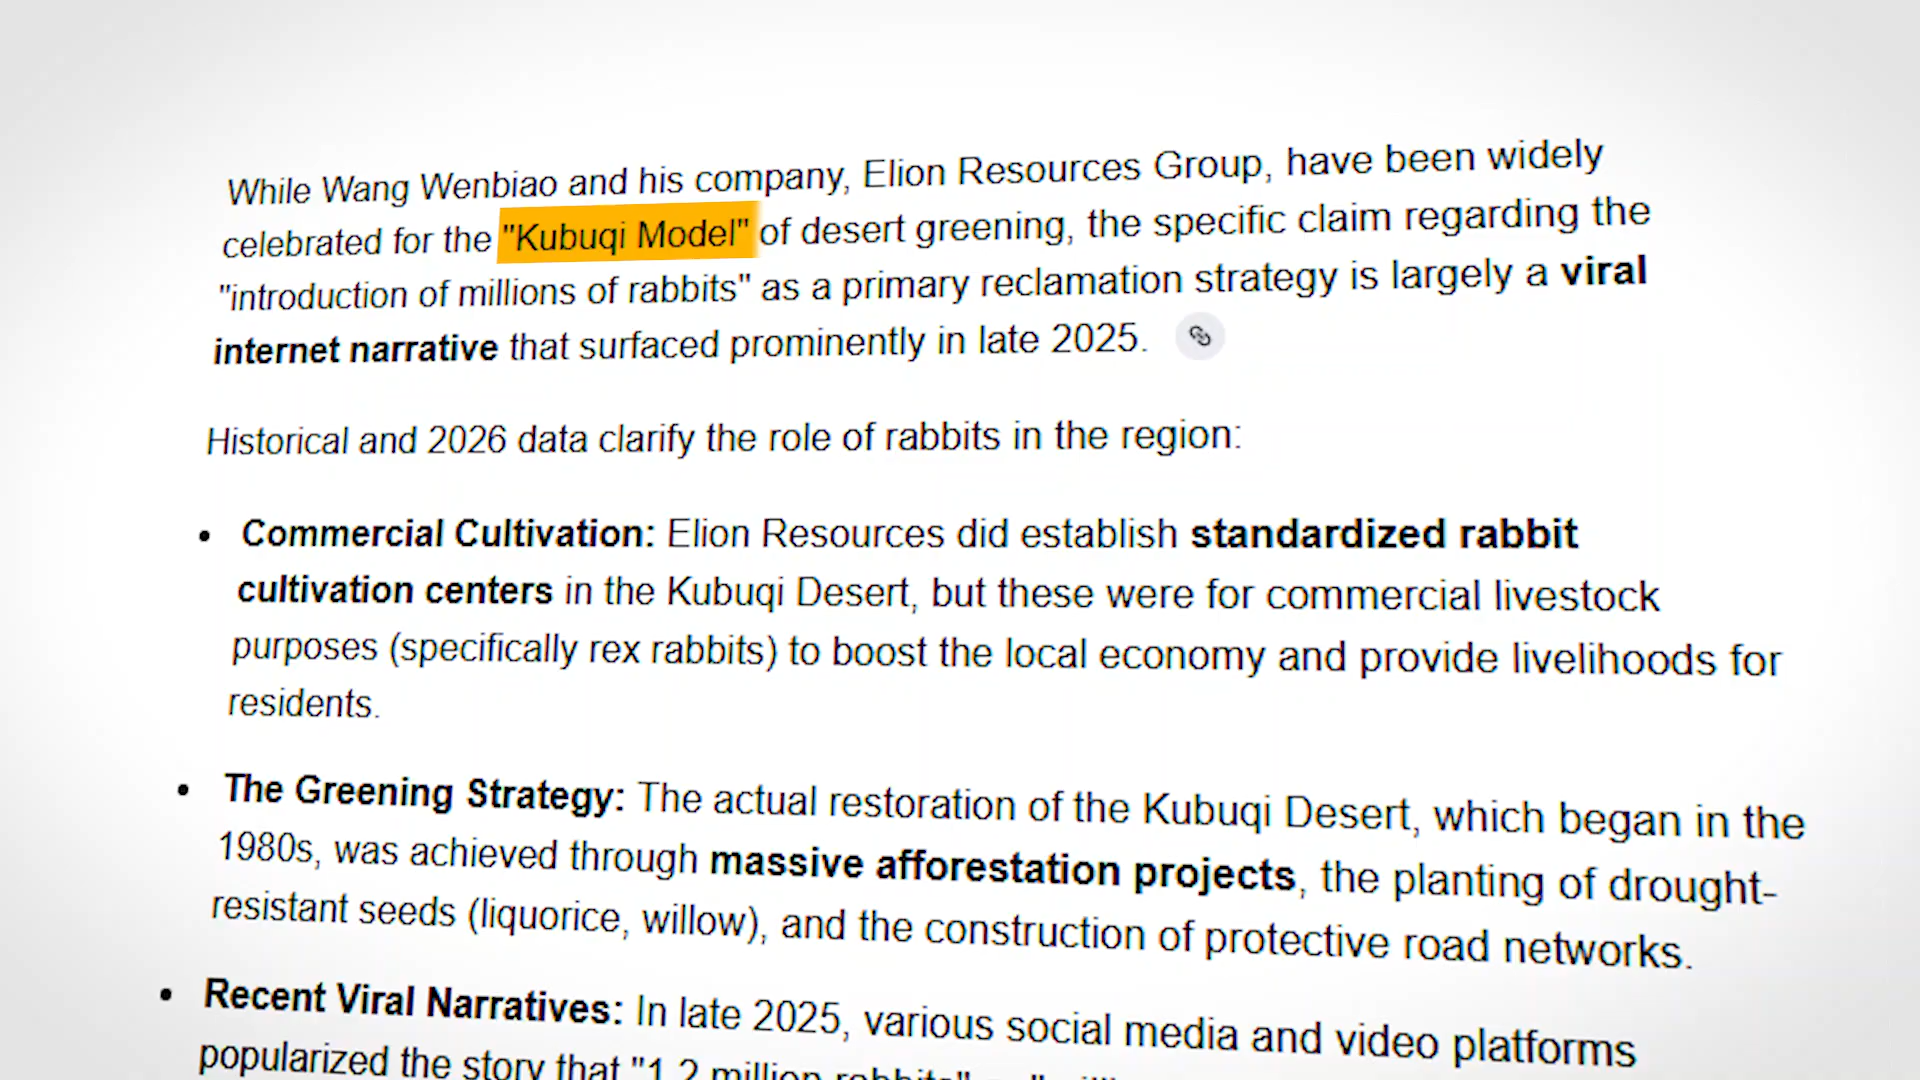 While Wang Wenbiao and his company, Elion Resources Group, have been widely
celebrated for the "Kubuqi Model" of desert greening, the specific claim regarding the
"introduction of millions of rabbits" as a primary reclamation strategy is largely a viral
internet narrative that surfaced prominently in late 2025.
Historical and 2026 data clarify the role of rabbits in the region:
• Commercial Cultivation: Elion Resources did establish standardized rabbit
cultivation centers in the Kubuqi Desert, but these were for commercial livestock
purposes (specifically rex rabbits) to boost the local economy and provide livelihoods for
residents.
• The Greening Strategy: The actual restoration of the Kubuqi Desert, which began in the
1980s, was achieved through massive afforestation projects, the planting of drought-
resistant seeds (liquorice, willow), and the construction of protective road networks.
• Recent Viral Narratives: In late 2025, various social media and video platforms
popularized the story that "1.2 million rabbits"